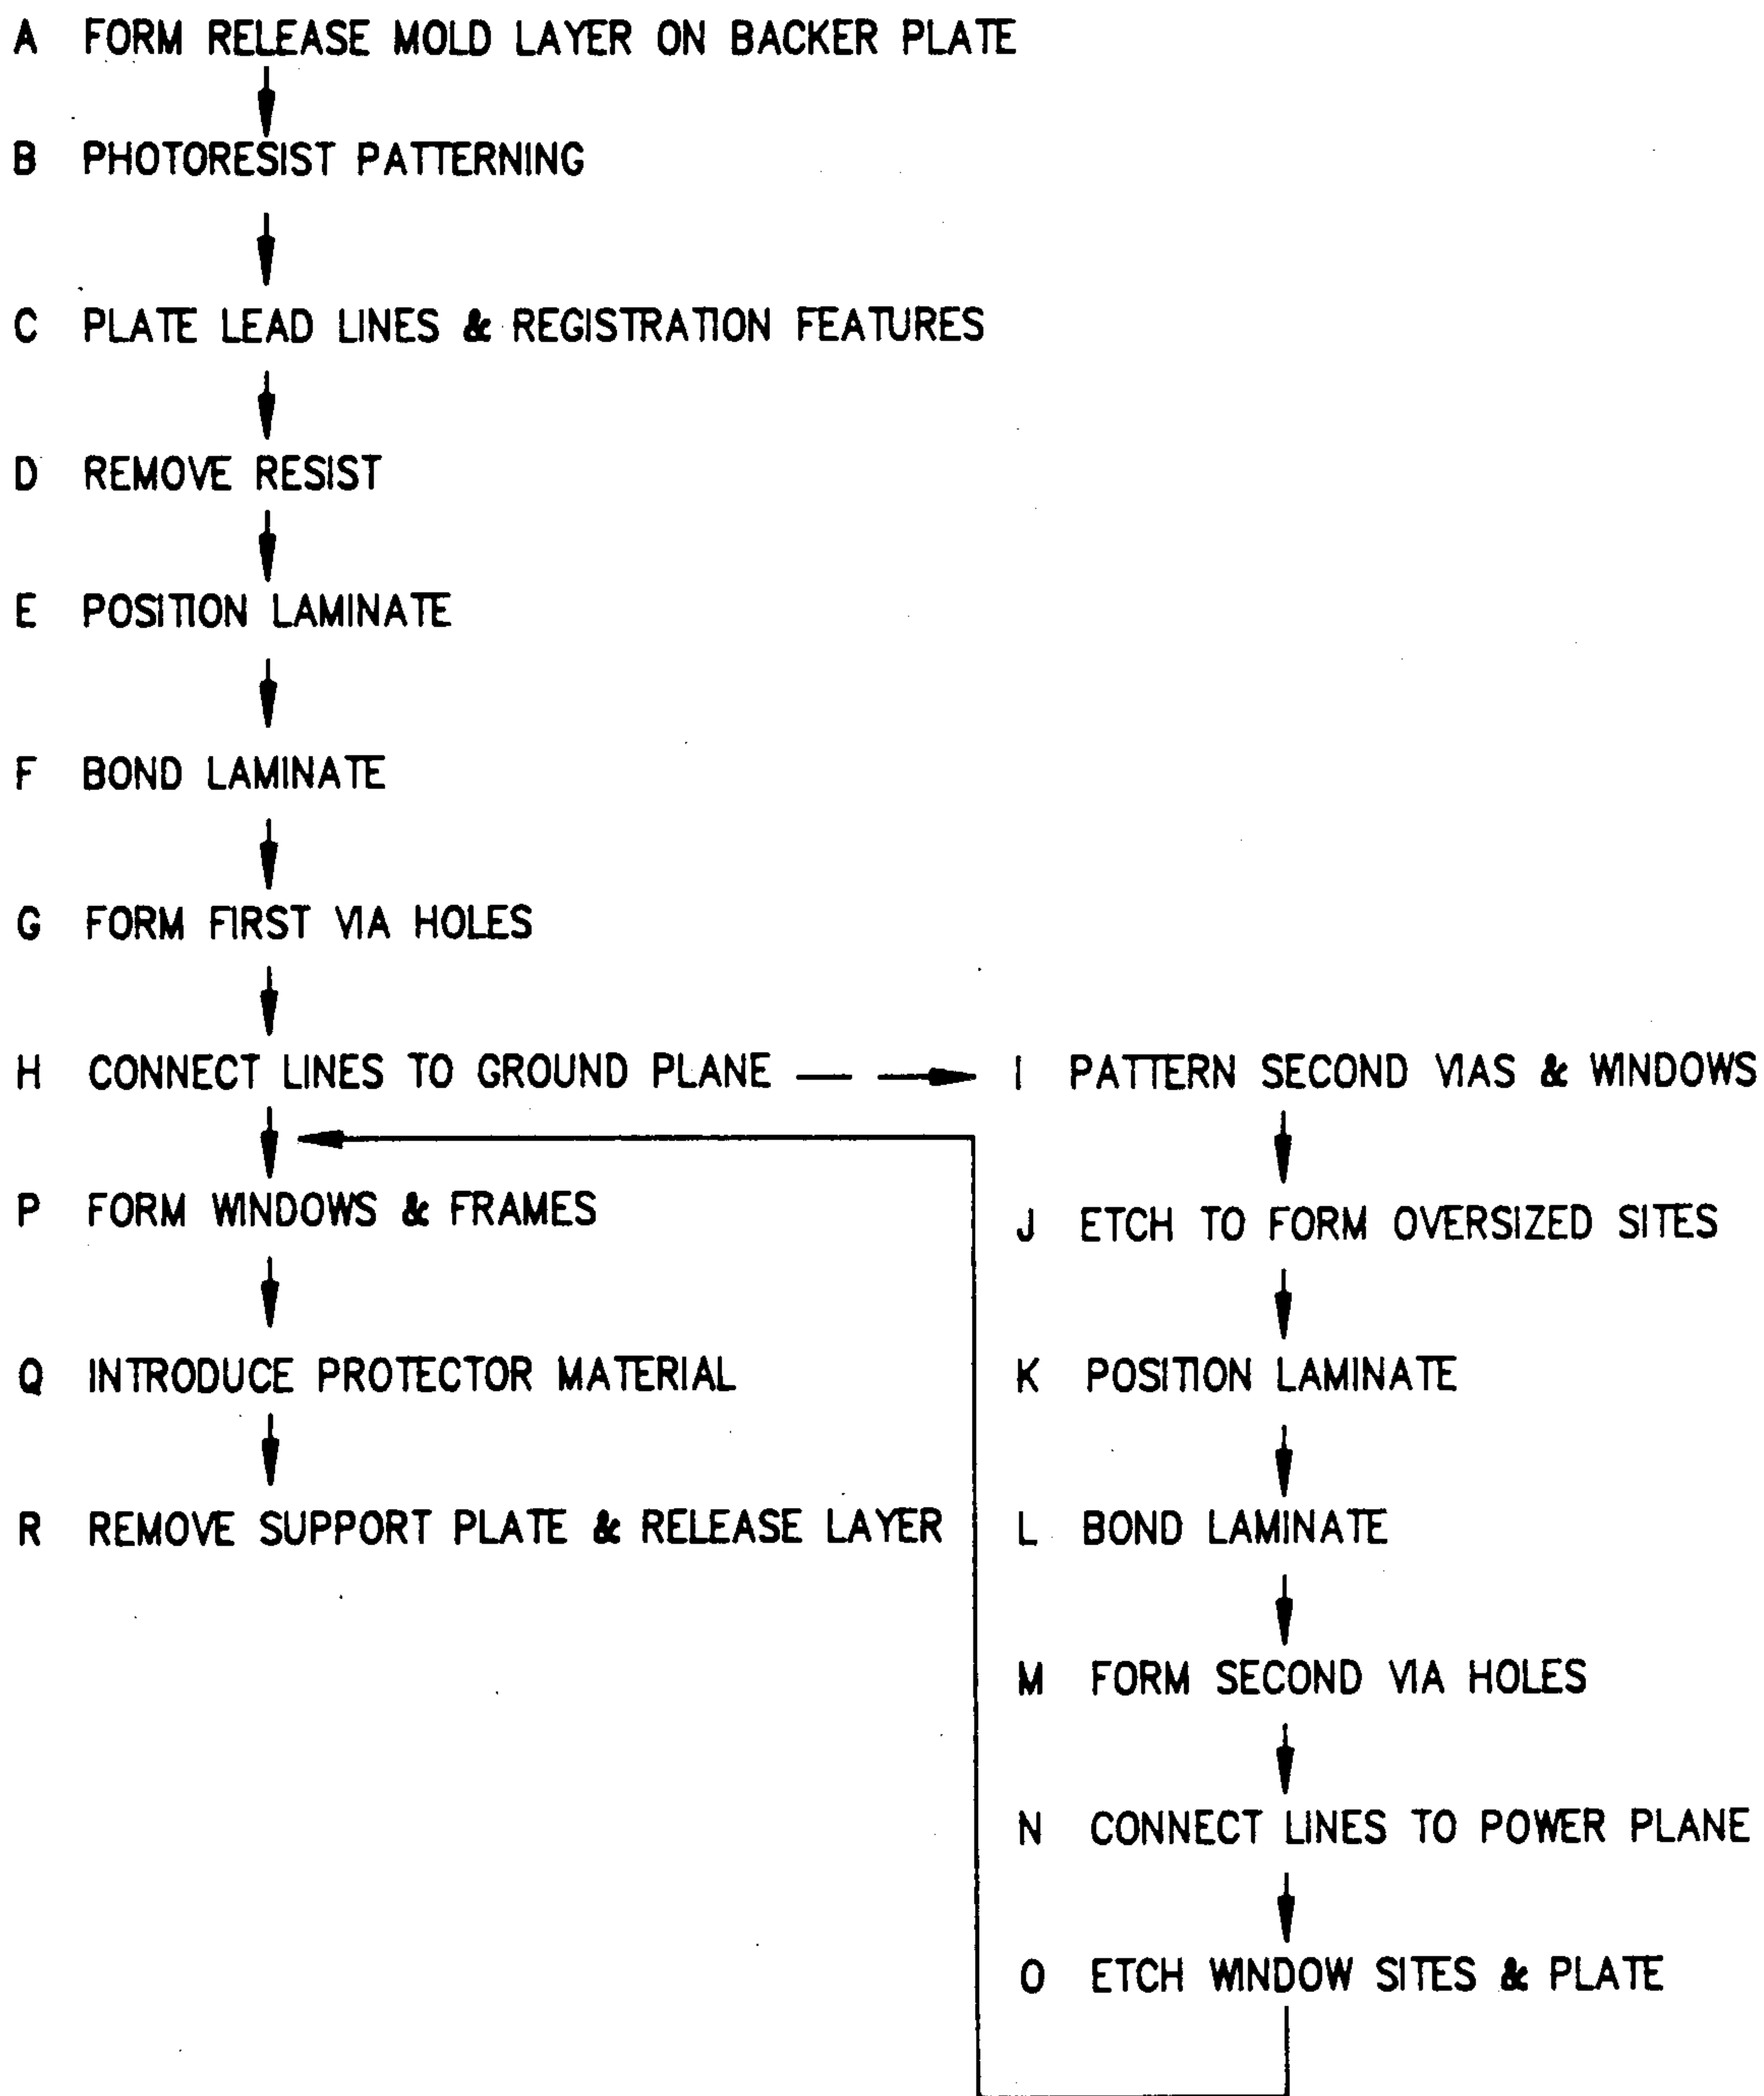 A FORM RELEASE MOLD LAYER ON BACKER PLATE
B PHOTORESIST PATTERNING
C PLATE LEAD LINES & REGISTRATION FEATURES
D REMOVE RESIST
E POSITION LAMINATE
F BOND LAMINATE
G FORM FIRST VIA HOLES
H CONNECT LINES TO GROUND PLANE
P FORM WINDOWS & FRAMES
Q INTRODUCE PROTECTOR MATERIAL
R REMOVE SUPPORT PLATE & RELEASE LAYER
I PATTERN SECOND VIAS & WINDOWS
J ETCH TO FORM OVERSIZED SITES
K POSITION LAMINATE
L BOND LAMINATE
M FORM SECOND VIA HOLES
N CONNECT LINES TO POWER PLANE
O ETCH WINDOW SITES & PLATE